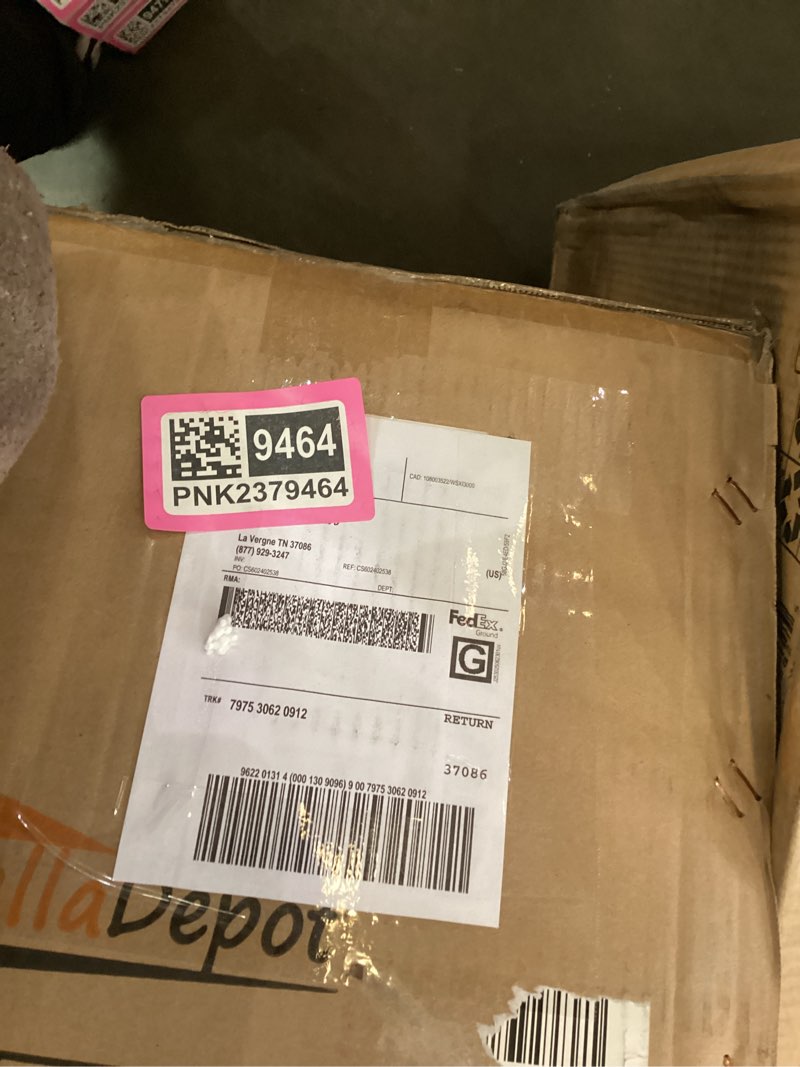 9464
PNK2379464
CAD: 108003522/WSXI3000
La Vergne TN 37086
(877) 929-3247
INV:
PO: CS602402538
REF: CS602402538
(US)
RMA:
DEPT:
FedEx.
Ground
G
TRK# 7975 3062 0912
RETURN
37086
9622 0131 4 (000 130 9096) 9 00 7975 3062 0912
llaDepot